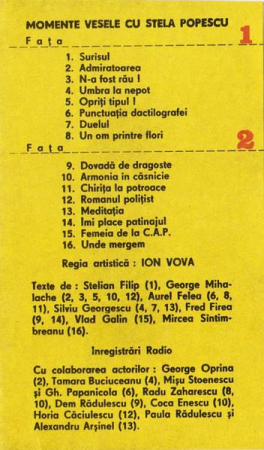 MOMENTE VESELE CU STELA POPESCU
Fața 1
1. Surisul
2. Admiratoarea
3. N-a fost rău !
4. Umbra la nepot
5. Opriți tipul !
6. Punctuația dactilografei
7. Duelul
8. Un om printre flori
Fața 2
9. Dovadă de dragoste
10. Armonia în căsnicie
11. Chirița la potroace
12. Romanul polițist
13. Meditația
14. Îmi place patinajul
15. Femeia de la C.A.P.
16. Unde mergem
Regia artistică : ION VOVA
Texte de : Stelian Filip (1), George Miha-
lache (2, 3, 5, 10, 12), Aurel Felea (6, 8,
11), Silviu Georgescu (4, 7, 13), Fred Firea
(9, 14), Vlad Galin (15), Mircea Sintim-
breanu (16).
Inregistrări Radio
Cu colaborarea actorilor : George Oprina
(2), Tamara Buciuceanu (4), Mișu Stoenescu
și Gh. Papanicola (6), Radu Zaharescu (8,
10), Dem Rădulescu (9), Coca Enescu (10),
Horia Căciulescu (12), Paula Rădulescu și
Alexandru Arșinel (13).